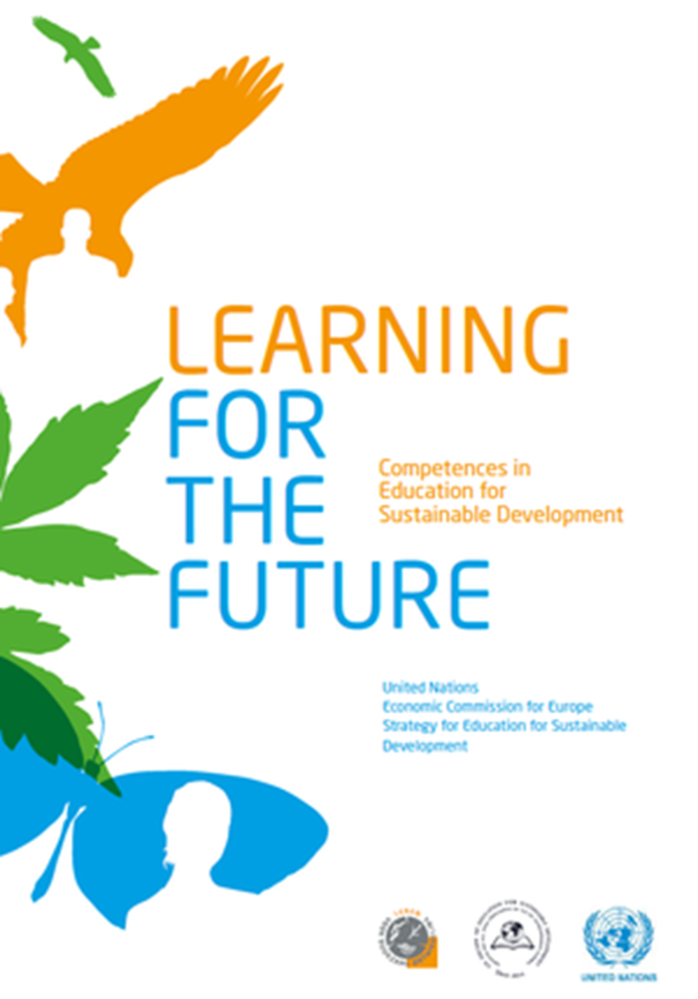 LEARNING
FOR
THE
FUTURE
Competences in
Education for
Sustainable Development
United Nations
Economic Commission for Europe
Strategy for Education for Sustainable
Development
UNITED NATIONS